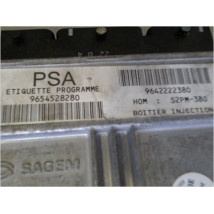 PSA
ETIQUETTE PROGRAMME
9654528280
9642222380
HOM : S2PM-380
BOITIER INJECTION
SAGEM